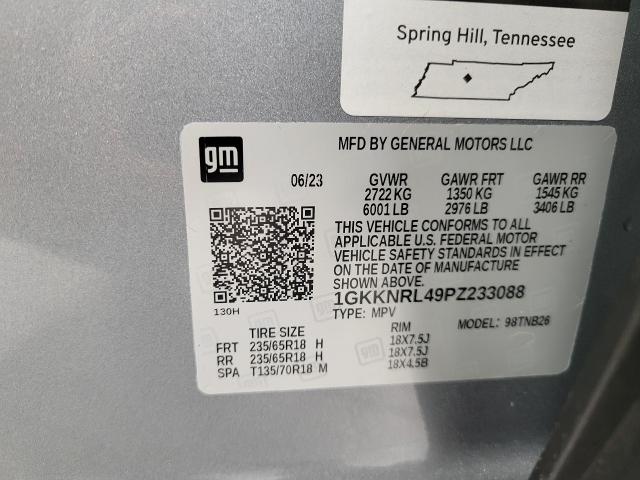 Spring Hill, Tennessee
gm
MFD BY GENERAL MOTORS LLC
06/23 GVWR GAWR FRT GAWR RR
2722 KG 1350 KG 1545 KG
6001 LB 2976 LB 3406 LB
THIS VEHICLE CONFORMS TO ALL
APPLICABLE U.S. FEDERAL MOTOR
VEHICLE SAFETY STANDARDS IN EFFECT
ON THE DATE OF MANUFACTURE
SHOWN ABOVE.
1GKKNRL49PZ233088
130H
TYPE: MPV MODEL: 98TNB26
TIRE SIZE RIM
FRT 235/65R18 H 18X7.5J
RR 235/65R18 H 18X7.5J
SPA T135/70R18 M 18X4.5B